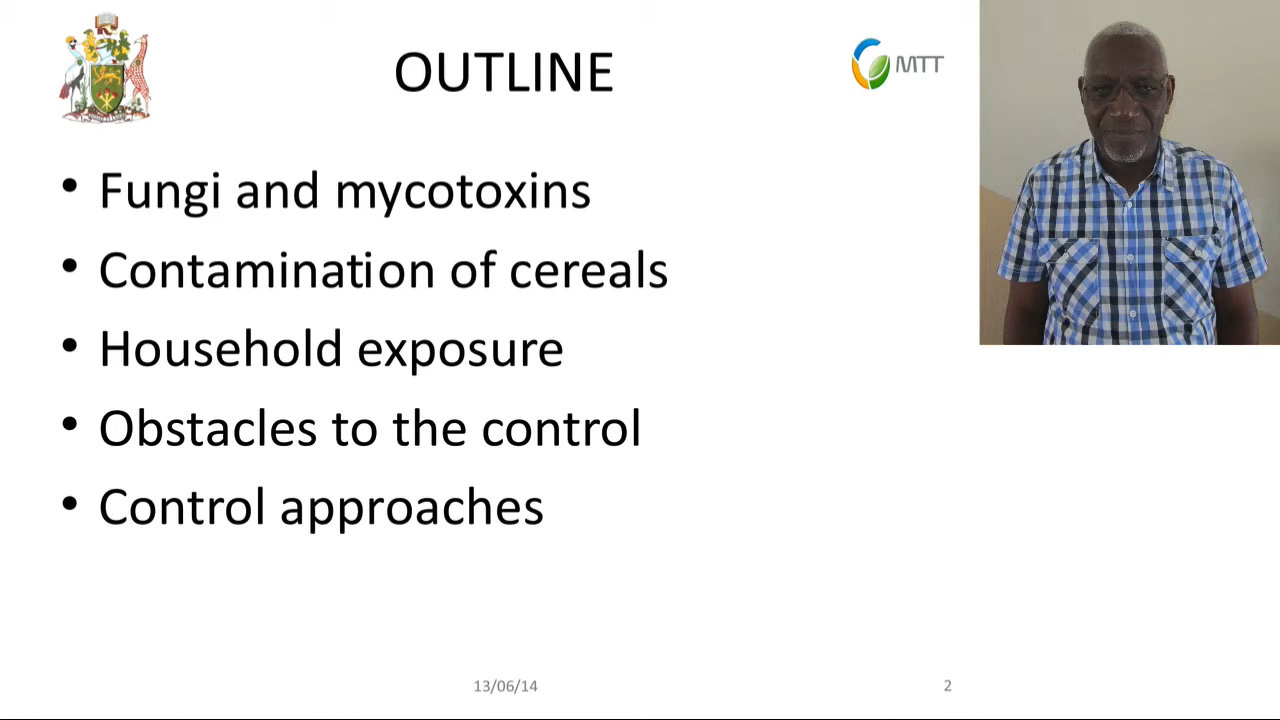 OUTLINE
MTT
• Fungi and mycotoxins
• Contamination of cereals
• Household exposure
• Obstacles to the control
• Control approaches
13/06/14
2